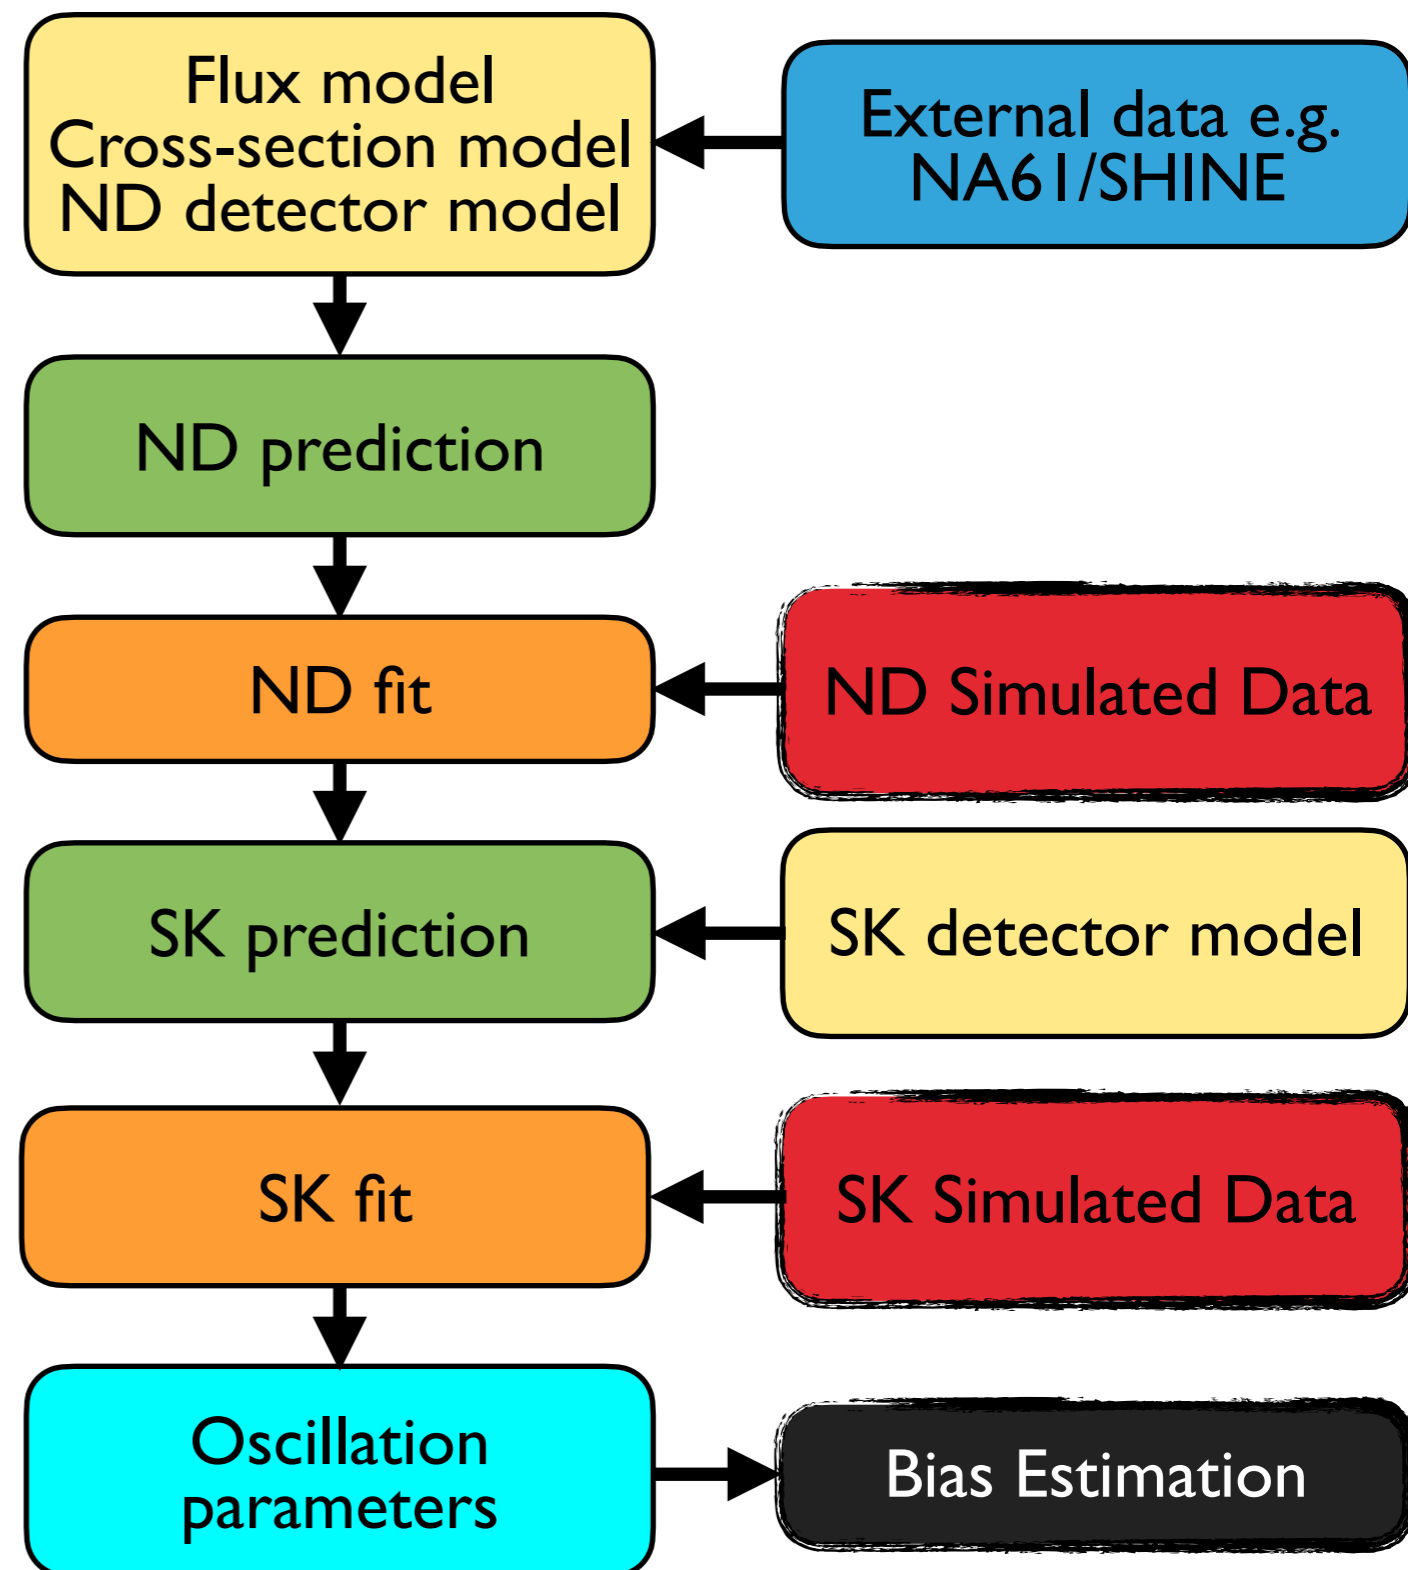 Flux model
Cross-section model
ND detector model
External data e.g.
NA61/SHINE
ND prediction
ND fit
ND Simulated Data
SK prediction
SK detector model
SK fit
SK Simulated Data
Oscillation
parameters
Bias Estimation